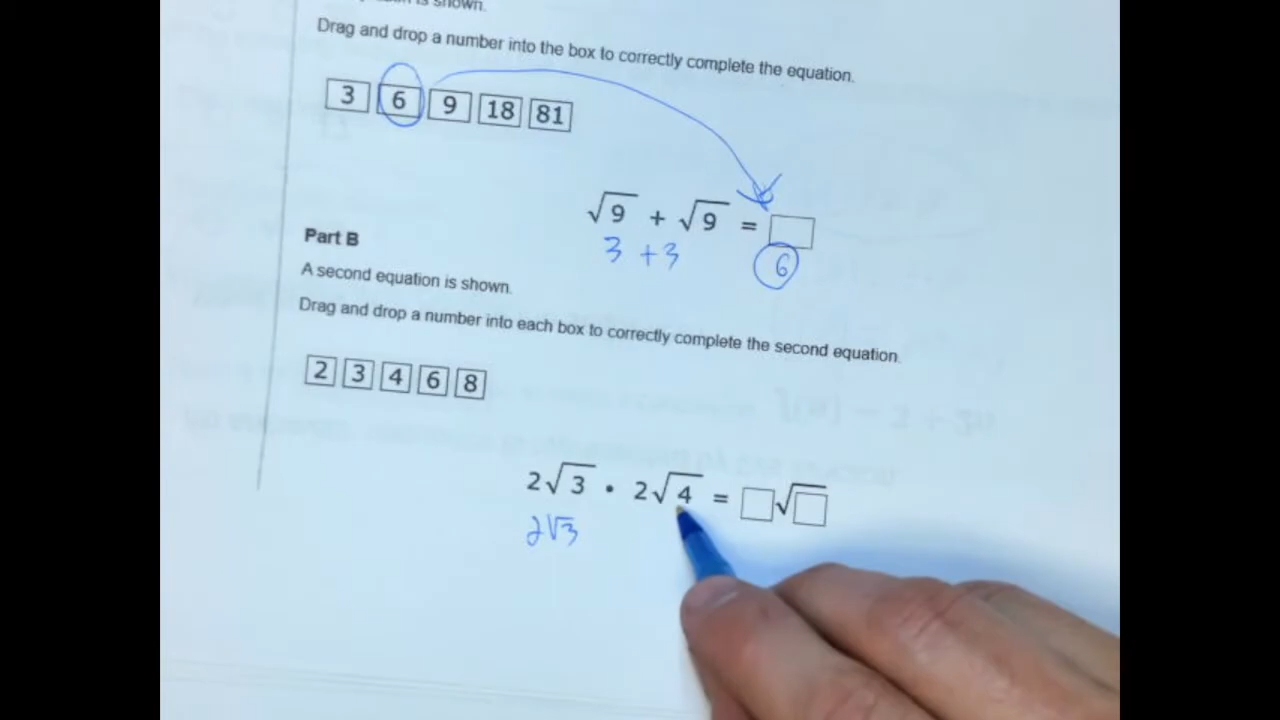 is shown.
Drag and drop a number into the box to correctly complete the equation.
3 6 9 18 81
√9 + √9 = □
3 + 3 6
Part B
A second equation is shown.
Drag and drop a number into each box to correctly complete the second equation.
2 3 4 6 8
2√3 • 2√4 = □√□
2√3